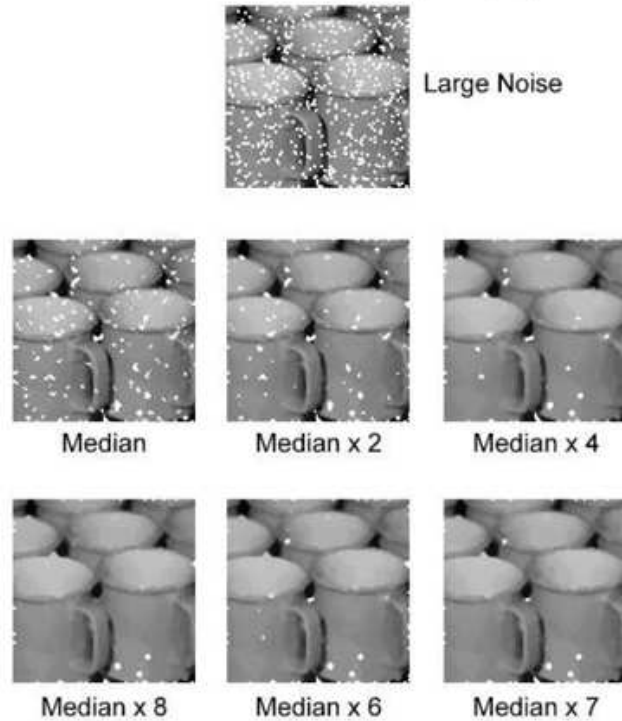 Large Noise
Median
Median x 2
Median x 4
Median x 8
Median x 6
Median x 7